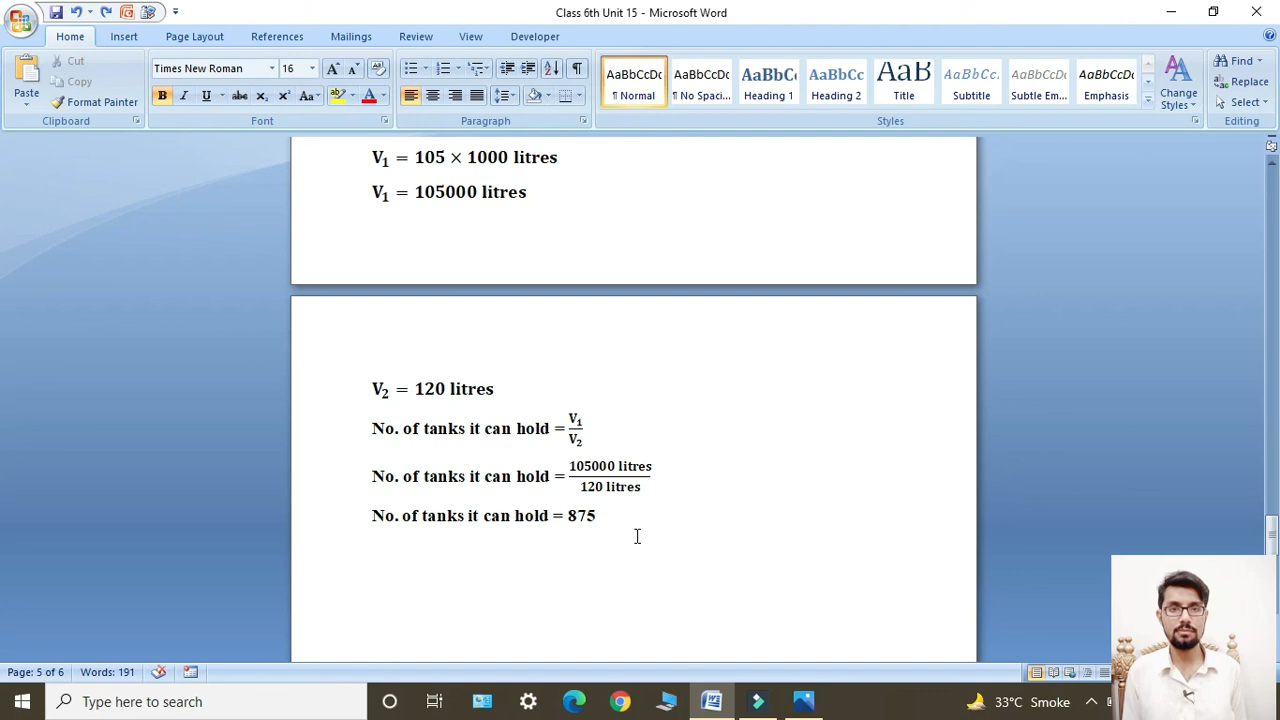 Class 6th Unit 15 - Microsoft Word
Home Insert Page Layout References Mailings Review View Developer
Paste
Cut
Copy
Format Painter
Clipboard
Times New Roman 16
Font
Paragraph
AaBbCcDc AaBbCcDc AaBbC AaBbCc AaB AaBbCc. AaBbCcDc AaBbCcDc
¶ Normal ¶ No Spaci... Heading 1 Heading 2 Title Subtitle Subtle Em... Emphasis
Change Styles
Styles
Find
Replace
Select
Editing
V₁ = 105 × 1000 litres
V₁ = 105000 litres
V₂ = 120 litres
No. of tanks it can hold = V₁/V₂
No. of tanks it can hold = 105000 litres/120 litres
No. of tanks it can hold = 875
Page: 5 of 6 Words: 191
Type here to search
33°C Smoke